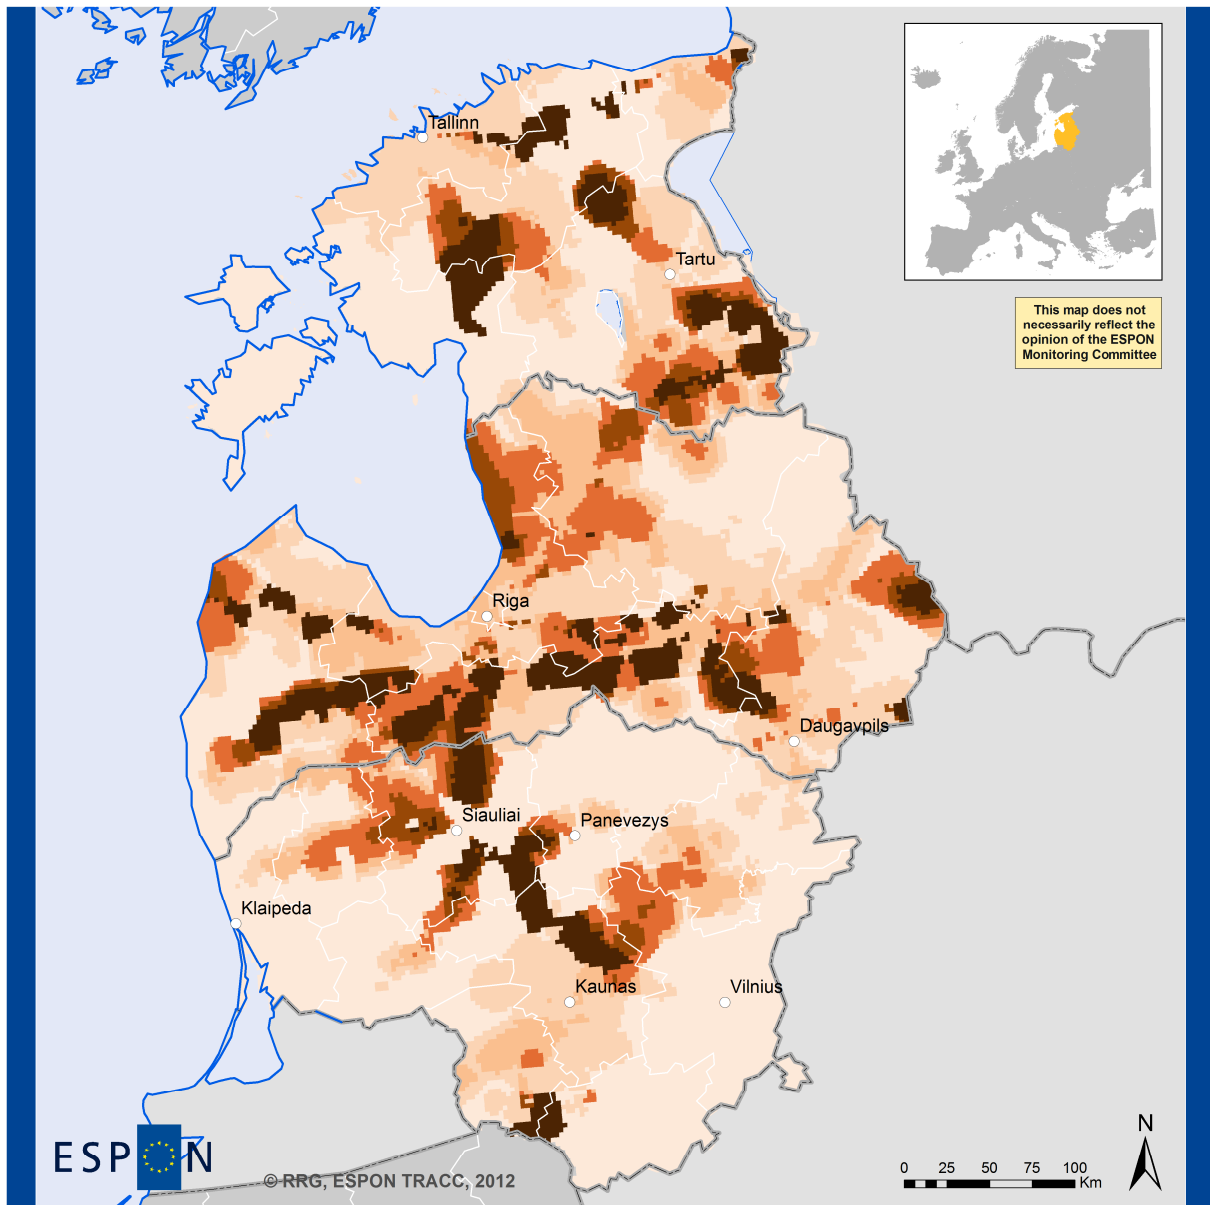 Tallinn
Tartu
This map does not
necessarily reflect the
opinion of the ESPON
Monitoring Committee
Riga
Daugavpils
Siauliai
Panevezys
Klaipeda
Kaunas
Vilnius
ESPON
© RRG, ESPON TRACC, 2012
N
0 25 50 75 100
Km